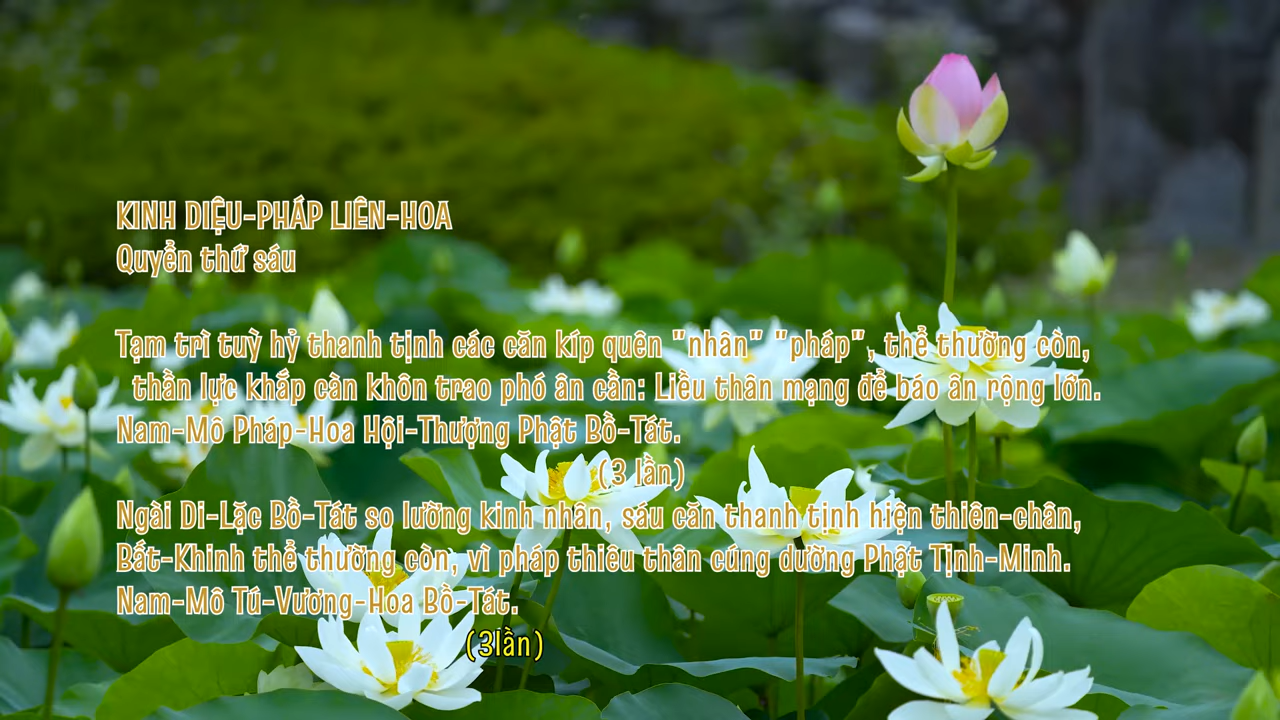 KINH DIỆU-PHÁP LIÊN-HOA
Quyển thứ sáu
Tạm trì tuỳ hỷ thanh tịnh các căn kíp quên "nhân" "pháp", thể thường còn,
thần lực khắp càn khôn trao phó ân cần: Liều thân mạng để báo ân rộng lớn.
Nam-Mô Pháp-Hoa Hội-Thượng Phật Bồ-Tát.
(3 lần)
Ngài Di-Lặc Bồ-Tát so lường kinh nhân, sáu căn thanh tịnh hiện thiên-chân,
Bất-Khinh thể thường còn, vì pháp thiêu thân cúng dường Phật Tịnh-Minh.
Nam-Mô Tú-Vương-Hoa Bồ-Tát.
(3lần)